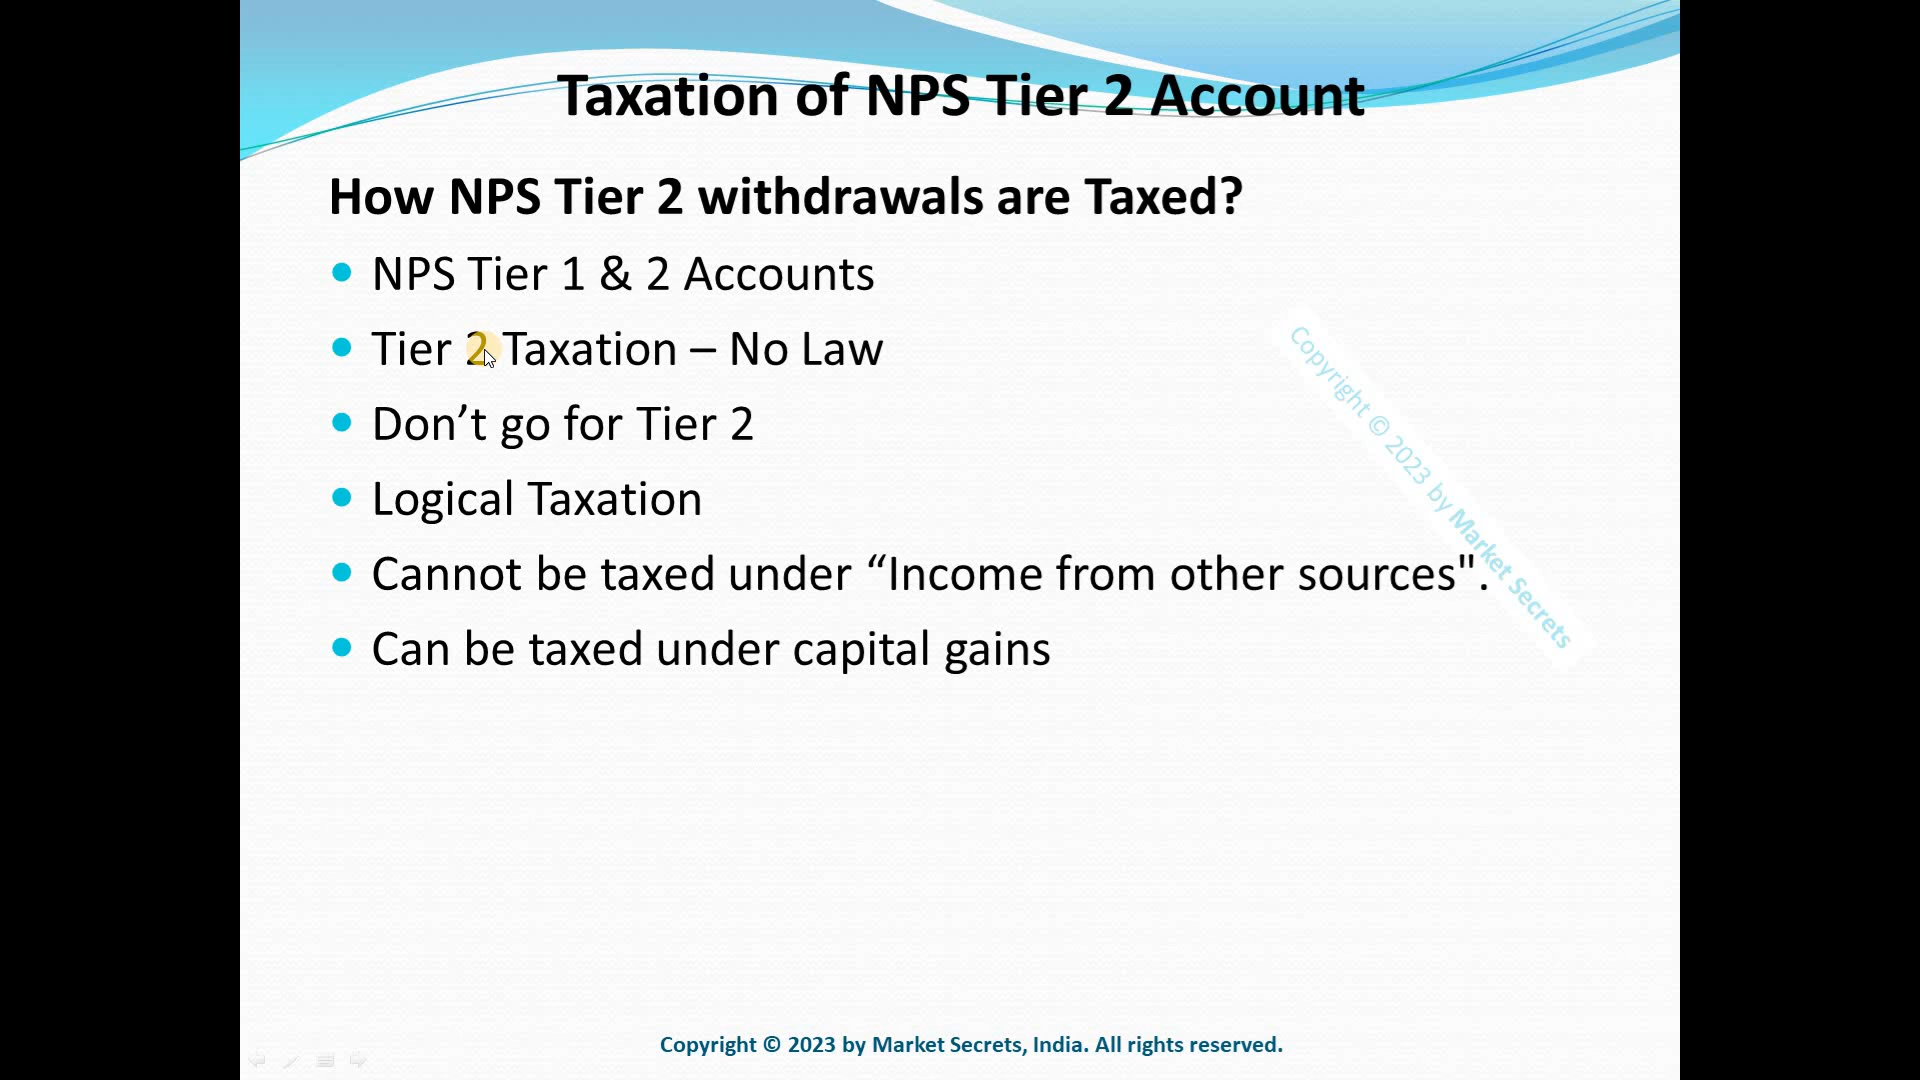 Taxation of NPS Tier 2 Account
How NPS Tier 2 withdrawals are Taxed?
NPS Tier 1 & 2 Accounts
Tier 2 Taxation – No Law
Don’t go for Tier 2
Logical Taxation
Cannot be taxed under “Income from other sources".
Can be taxed under capital gains
Copyright © 2023 by Market Secrets
Copyright © 2023 by Market Secrets, India. All rights reserved.